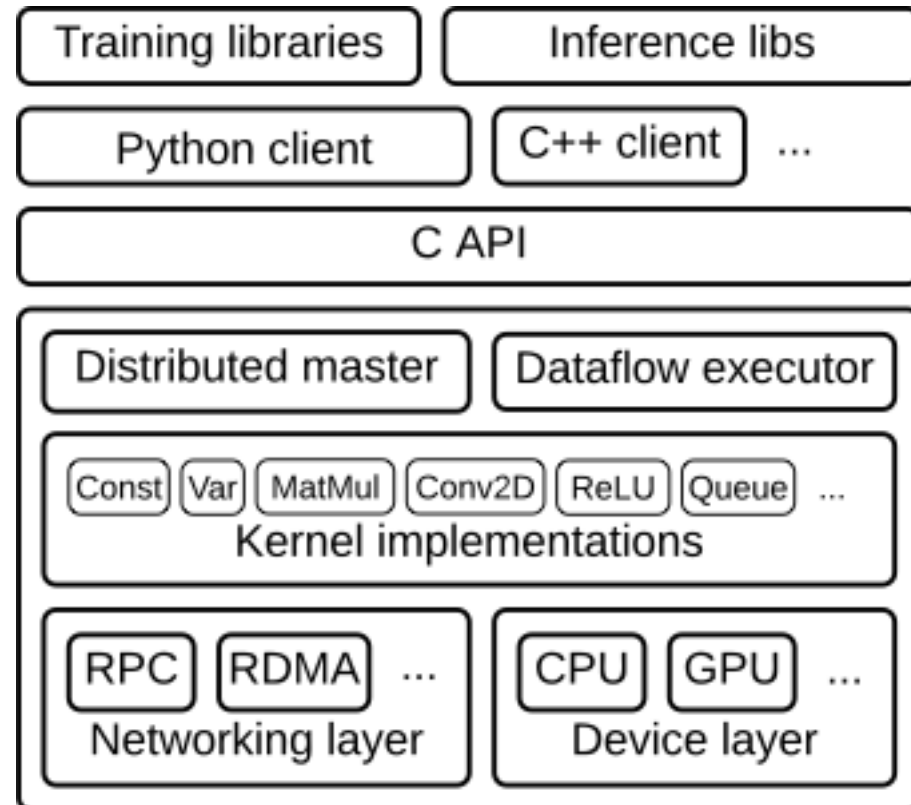 Training libraries
Inference libs
Python client
C++ client
...
C API
Distributed master
Dataflow executor
Const Var MatMul Conv2D ReLU Queue ...
Kernel implementations
RPC RDMA ...
Networking layer
CPU GPU ...
Device layer